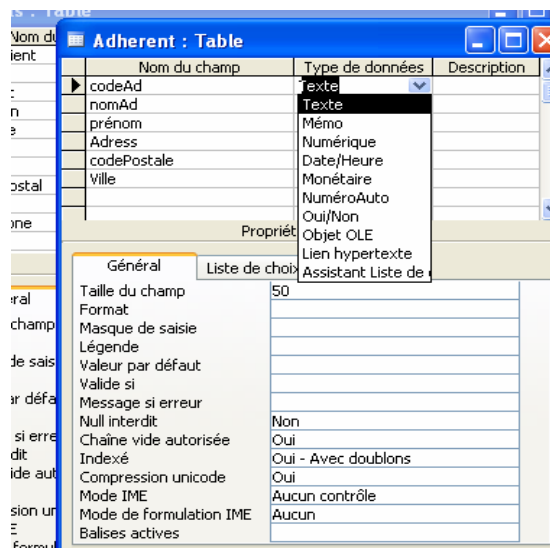 Adherent : Table
Nom du champ Type de données Description
codeAd Texte
nomAd Texte
prénom Mémo
Adress Numérique
codePostale Date/Heure
Ville Monétaire
NuméroAuto
Oui/Non
Objet OLE
Lien hypertexte
Assistant Liste de
Général Liste de choix
Taille du champ 50
Format
Masque de saisie
Légende
Valeur par défaut
Valide si
Message si erreur
Null interdit Non
Chaîne vide autorisée Oui
Indexé Oui - Avec doublons
Compression unicode Oui
Mode IME Aucun contrôle
Mode de formulation IME Aucun
Balises actives